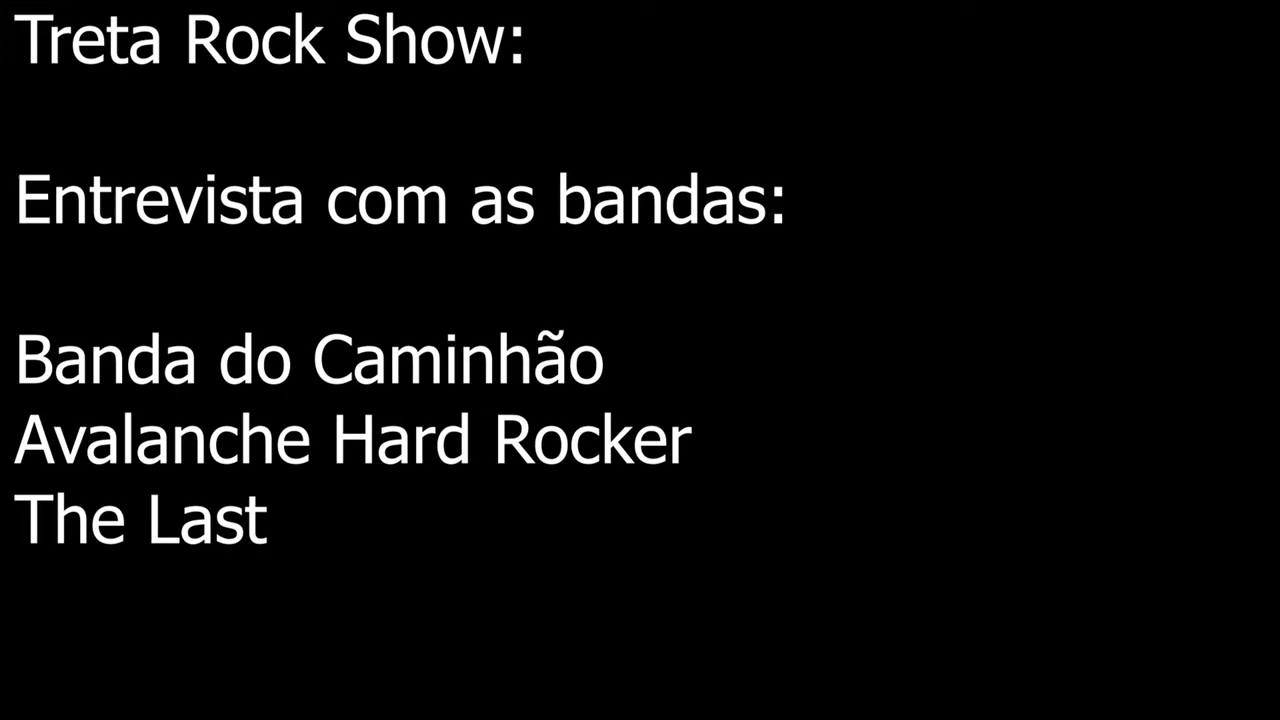 Treta Rock Show:
Entrevista com as bandas:
Banda do Caminhão
Avalanche Hard Rocker
The Last